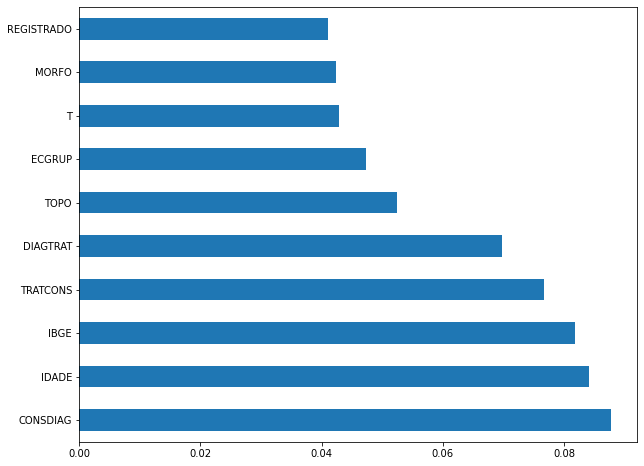 REGISTRADO
MORFO
T
ECGRUP
TOPO
DIAGTRAT
TRATCONS
IBGE
IDADE
CONSDIAG
0.00 0.02 0.04 0.06 0.08